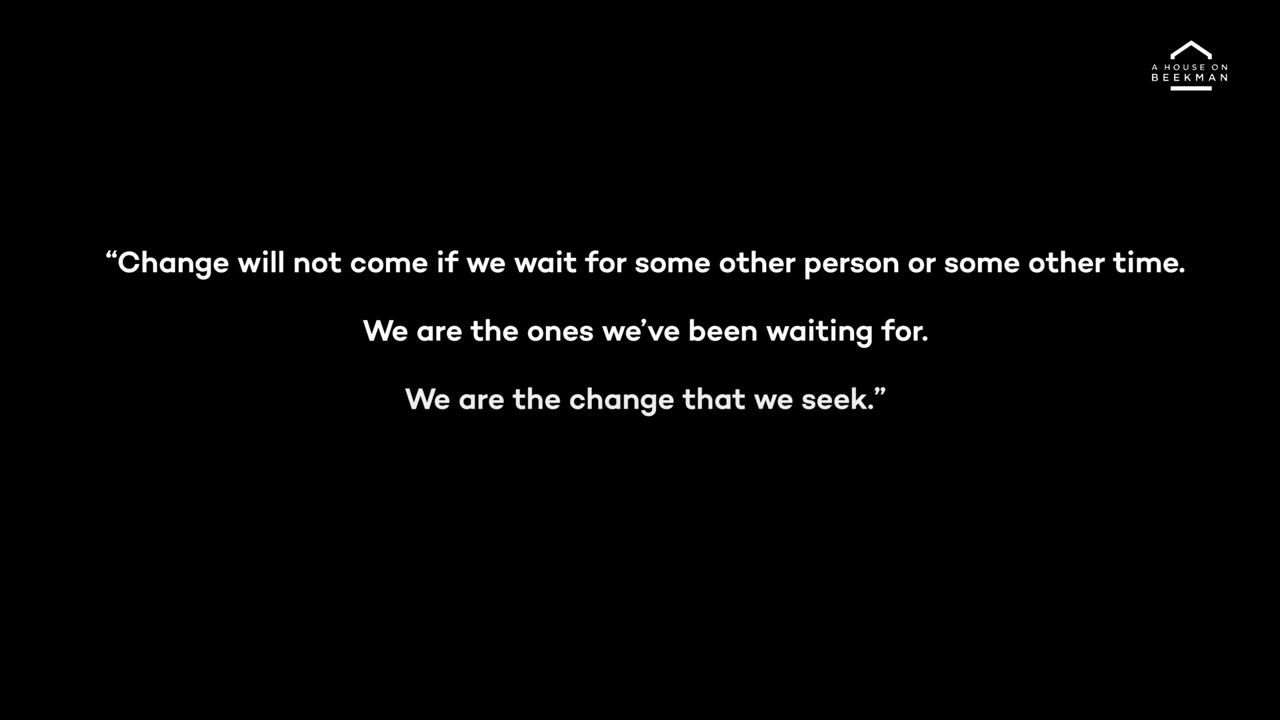 A HOUSE ON
BEEKMAN
“Change will not come if we wait for some other person or some other time.
We are the ones we’ve been waiting for.
We are the change that we seek.”